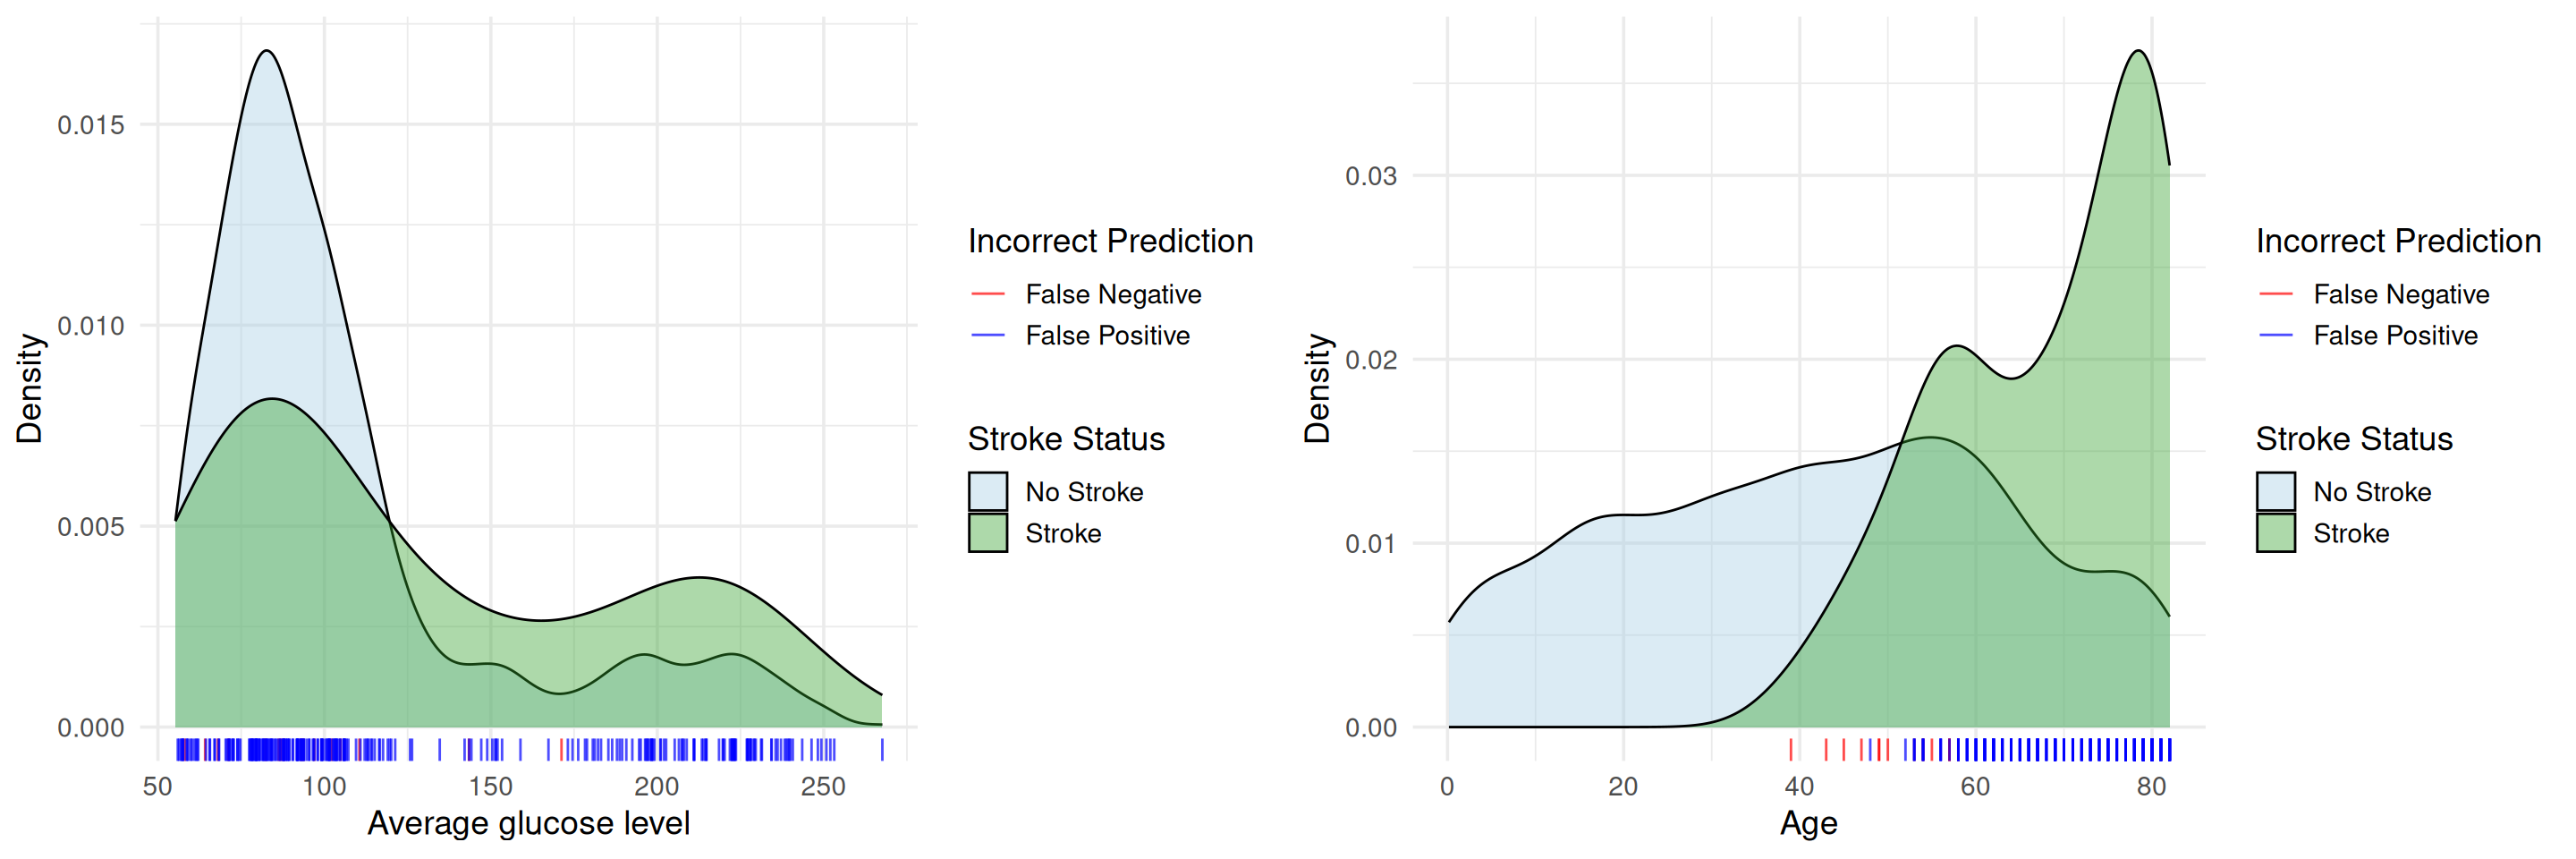 Density
0.015
0.010
0.005
0.000
50 100 150 200 250
Average glucose level
Incorrect Prediction
False Negative
False Positive
Stroke Status
No Stroke
Stroke
Density
0.03
0.02
0.01
0.00
0 20 40 60 80
Age
Incorrect Prediction
False Negative
False Positive
Stroke Status
No Stroke
Stroke